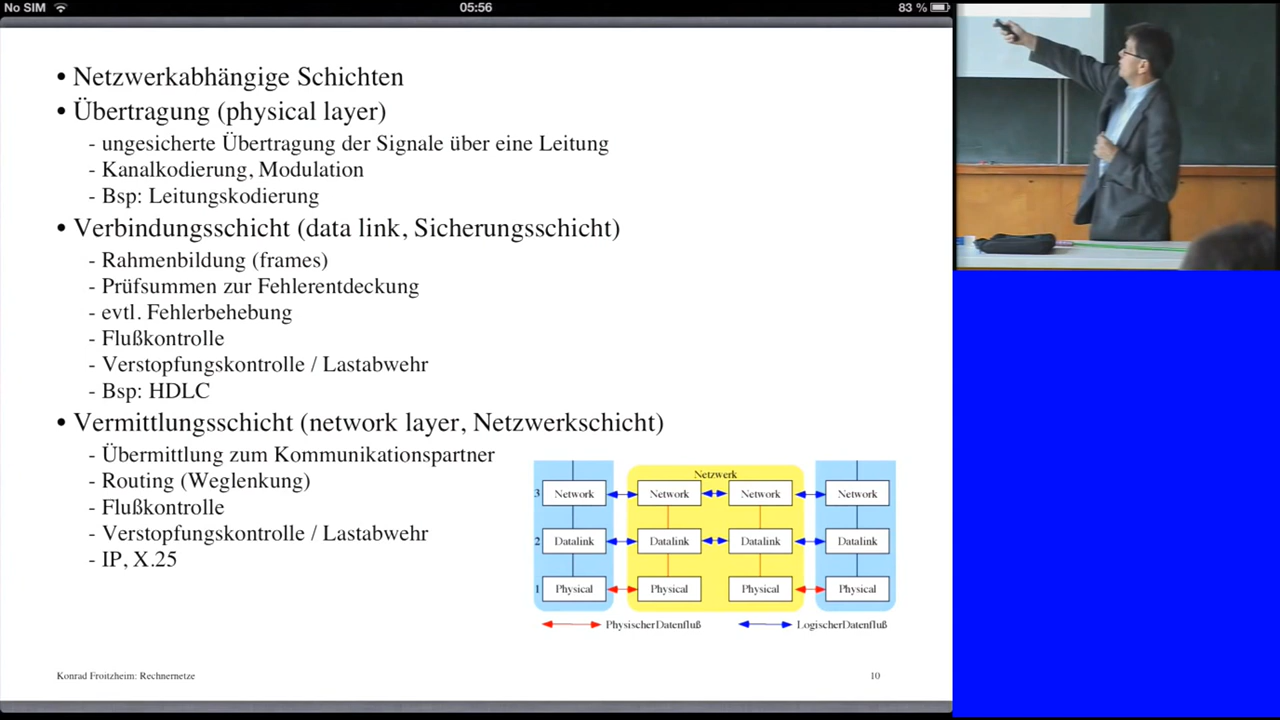 No SIM 05:56 83 %
• Netzwerkabhängige Schichten
• Übertragung (physical layer)
- ungesicherte Übertragung der Signale über eine Leitung
- Kanalkodierung, Modulation
- Bsp: Leitungskodierung
• Verbindungsschicht (data link, Sicherungsschicht)
- Rahmenbildung (frames)
- Prüfsummen zur Fehlerentdeckung
- evtl. Fehlerbehebung
- Flußkontrolle
- Verstopfungskontrolle / Lastabwehr
- Bsp: HDLC
• Vermittlungsschicht (network layer, Netzwerkschicht)
- Übermittlung zum Kommunikationspartner
- Routing (Weglenkung)
- Flußkontrolle
- Verstopfungskontrolle / Lastabwehr
- IP, X.25
Netzwerk
3 Network Network Network Network
2 Datalink Datalink Datalink Datalink
1 Physical Physical Physical Physical
PhysischerDatenfluß LogischerDatenfluß
Konrad Froitzheim: Rechnernetze 10